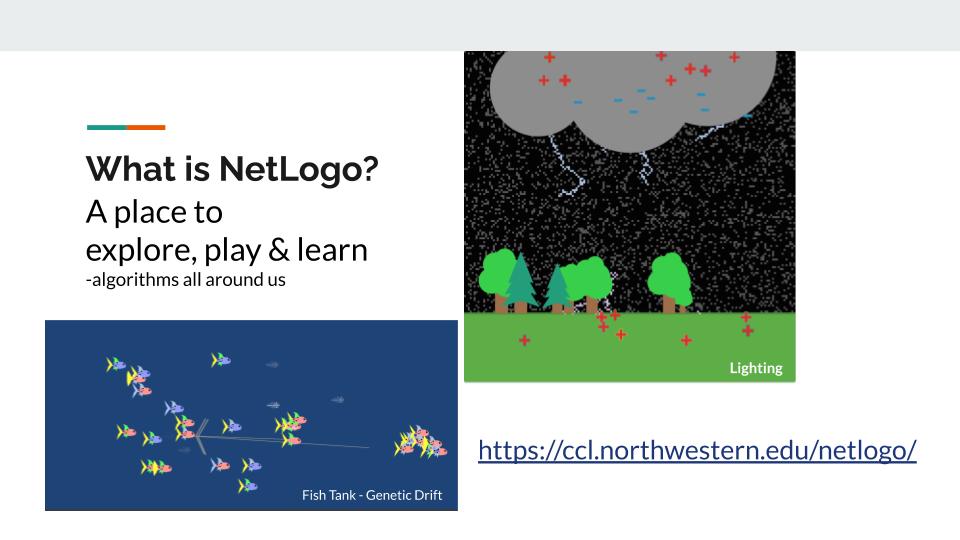 What is NetLogo?
A place to
explore, play & learn
-algorithms all around us
Lighting
Fish Tank - Genetic Drift
https://ccl.northwestern.edu/netlogo/